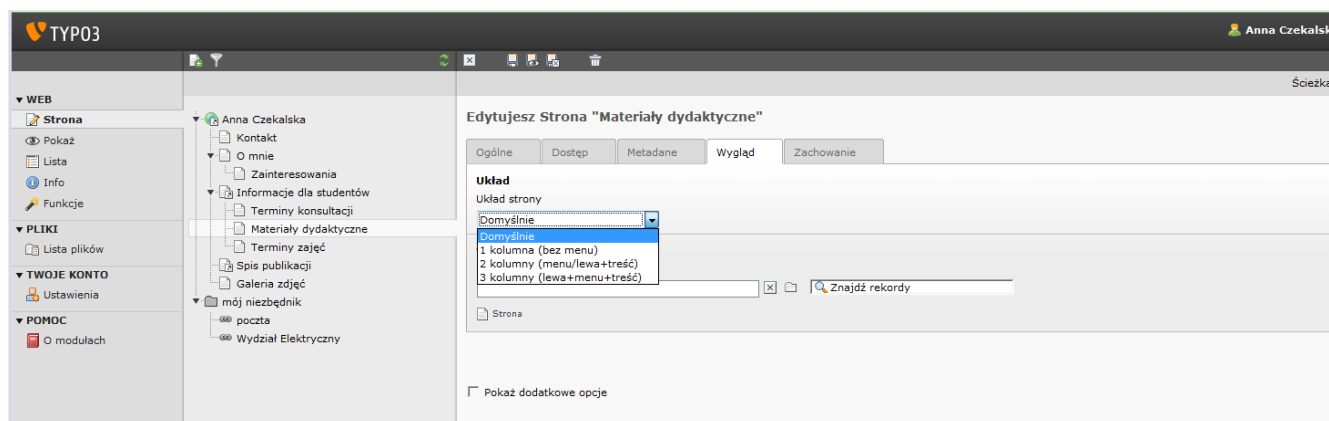 TYPO3
Anna Czekalsk
Ścieżka
WEB
Strona
Pokaż
Lista
Info
Funkcje
PLIKI
Lista plików
TWOJE KONTO
Ustawienia
POMOC
O modułach
Anna Czekalska
Kontakt
O mnie
Zainteresowania
Informacje dla studentów
Terminy konsultacji
Materiały dydaktyczne
Terminy zajęć
Spis publikacji
Galeria zdjęć
mój niezbędnik
poczta
Wydział Elektryczny
Edytujesz Strona "Materiały dydaktyczne"
Ogólne Dostęp Metadane Wygląd Zachowanie
Układ
Układ strony
Domyślnie
Domyślnie
1 kolumna (bez menu)
2 kolumny (menu/lewa+treść)
3 kolumny (lewa+menu+treść)
Znajdź rekordy
Strona
Pokaż dodatkowe opcje